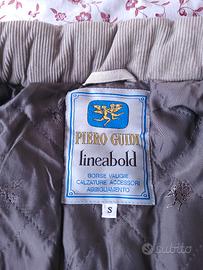 PIERO GUIDI
lineabold
BORSE VALIGIE
CALZATURE ACCESSORI
ABBIGLIAMENTO
S
subito